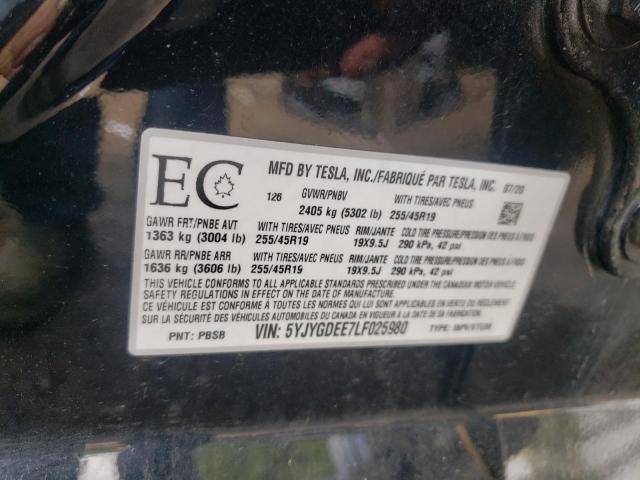 EC
MFD BY TESLA, INC./FABRIQUÉ PAR TESLA, INC. 07/20
126 GVWR/PNBV WITH TIRES/AVEC PNEUS
2405 kg (5302 lb) 255/45R19
GAWR FRT/PNBE AVT WITH TIRES/AVEC PNEUS RIM/JANTE COLD TIRE PRESSURE/PRESSION DES PNEUS À FROID
1363 kg (3004 lb) 255/45R19 19X9.5J 290 kPa, 42 psi
GAWR RR/PNBE ARR WITH TIRES/AVEC PNEUS RIM/JANTE COLD TIRE PRESSURE/PRESSION DES PNEUS À FROID
1636 kg (3606 lb) 255/45R19 19X9.5J 290 kPa, 42 psi
THIS VEHICLE CONFORMS TO ALL APPLICABLE STANDARDS PRESCRIBED UNDER THE CANADIAN MOTOR VEHICLE
SAFETY REGULATIONS IN EFFECT ON THE DATE OF MANUFACTURE.
CE VÉHICULE EST CONFORME À TOUTES LES NORMES QUI LUI SONT APPLICABLES EN VERTU DU RÈGLEMENT
SUR LA SÉCURITÉ DES VÉHICULES AUTOMOBILES DU CANADA EN VIGUEUR À LA DATE DE SA FABRICATION.
PNT: PBSB VIN: 5YJYGDEE7LF025980 TYPE: MPV/VTUM